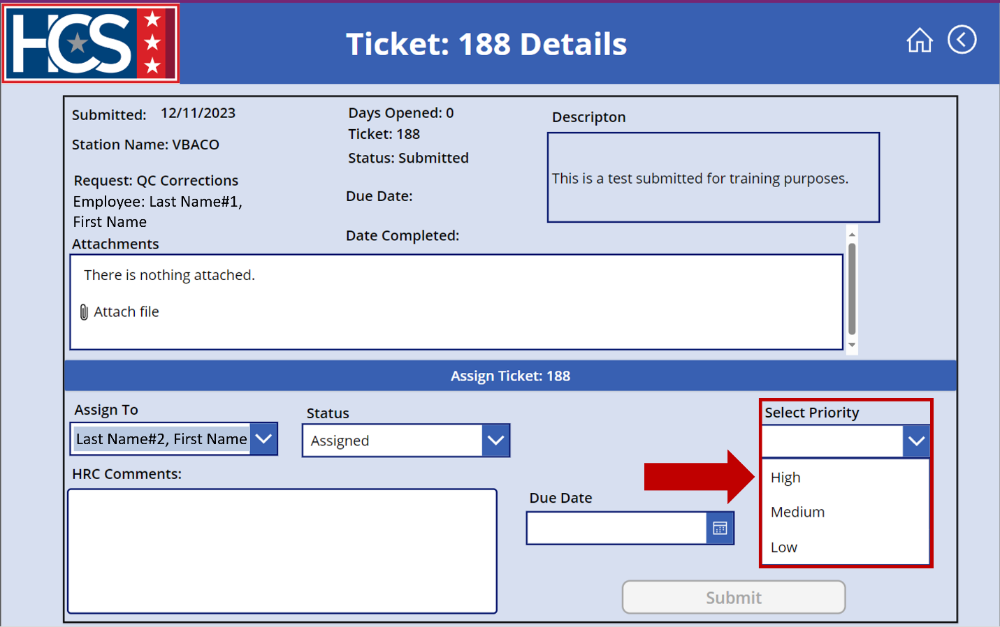 HCS
Ticket: 188 Details
Submitted: 12/11/2023
Station Name: VBACO
Request: QC Corrections
Employee: Last Name#1,
First Name
Days Opened: 0
Ticket: 188
Status: Submitted
Due Date:
Date Completed:
Descripton
This is a test submitted for training purposes.
Attachments
There is nothing attached.
Attach file
Assign Ticket: 188
Assign To
Last Name#2, First Name
Status
Assigned
Select Priority
High
Medium
Low
HRC Comments:
Due Date
Submit